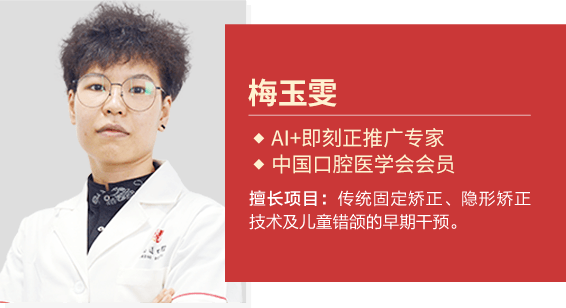 梅玉雯
◆ AI+即刻正推广专家
◆ 中国口腔医学会会员
擅长项目：传统固定矫正、隐形矫正
技术及儿童错颌的早期干预。